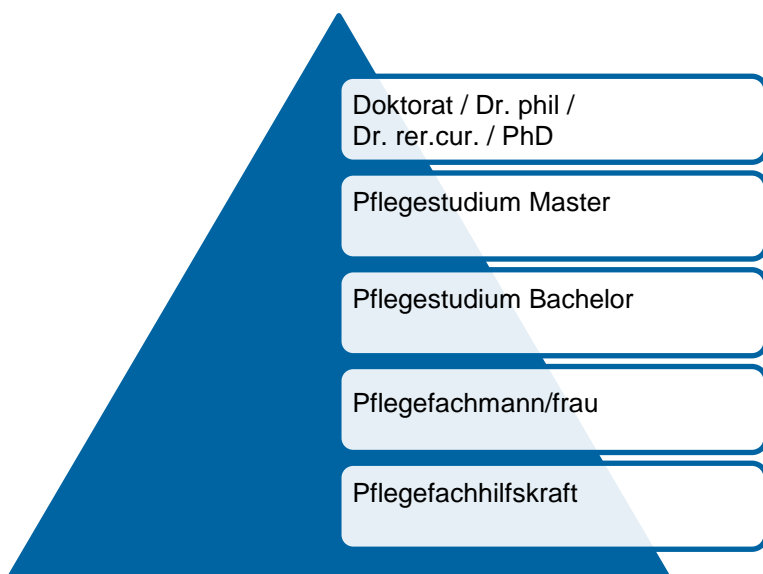 Doktorat / Dr. phil /
Dr. rer.cur. / PhD
Pflegestudium Master
Pflegestudium Bachelor
Pflegefachmann/frau
Pflegefachhilfskraft